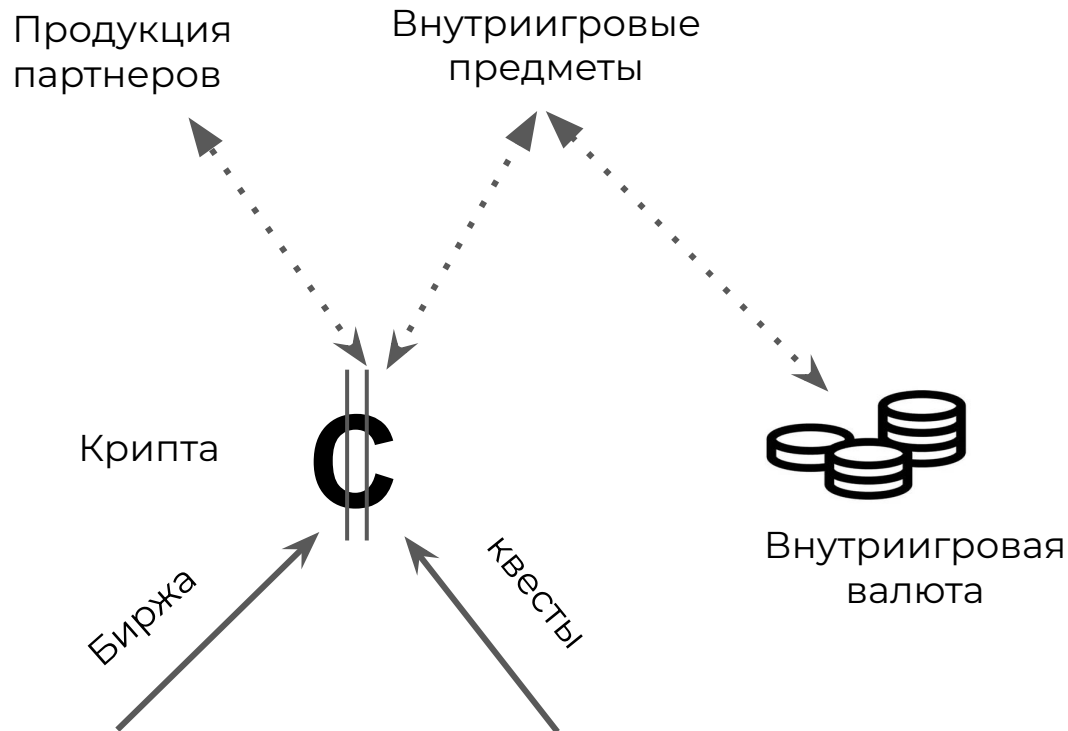 Продукция
партнеров
Внутриигровые
предметы
Крипта
C
Биржа
квесты
Внутриигровая
валюта